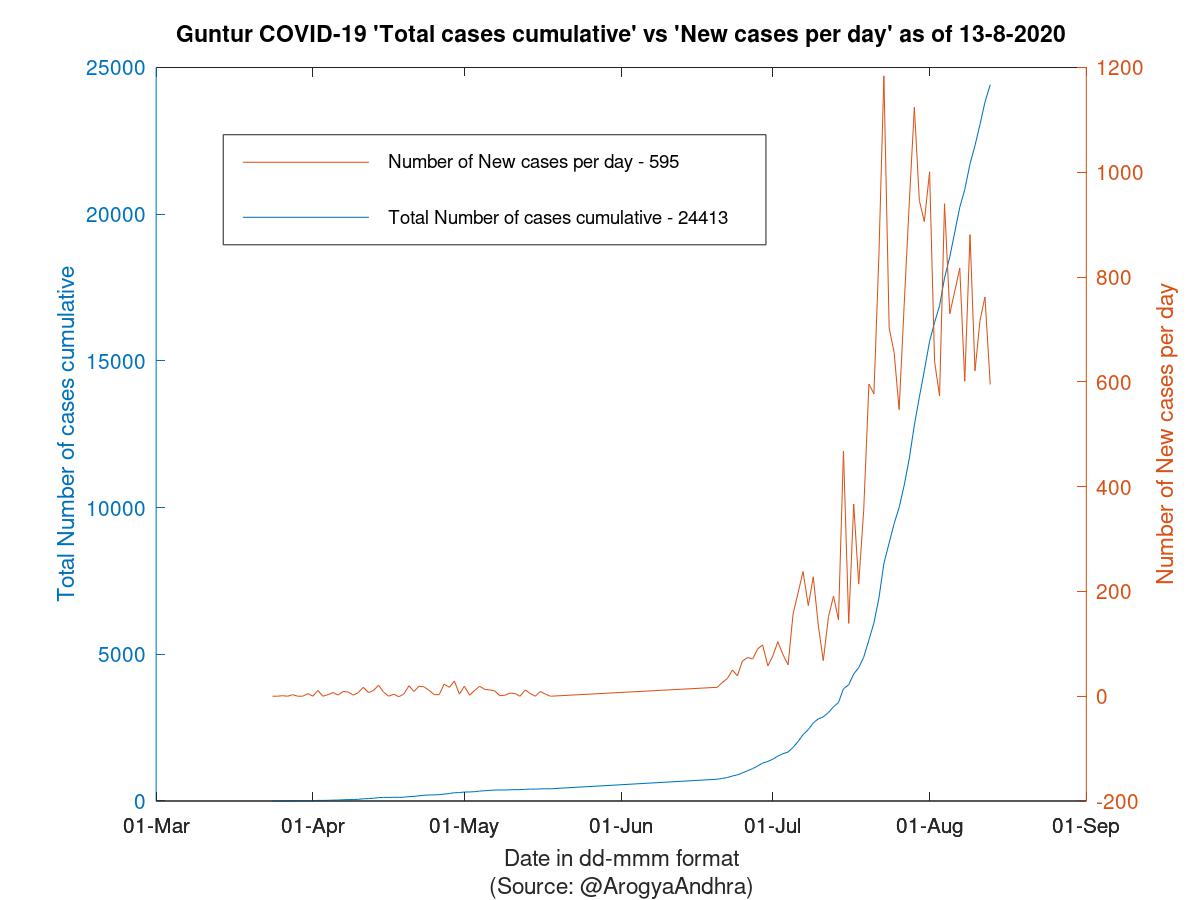 Guntur COVID-19 'Total cases cumulative' vs 'New cases per day' as of 13-8-2020
25000
20000
15000
10000
5000
0
Total Number of cases cumulative
Number of New cases per day - 595
Total Number of cases cumulative - 24413
1200
1000
800
600
400
200
0
-200
Number of New cases per day
01-Mar 01-Apr 01-May 01-Jun 01-Jul 01-Aug 01-Sep
Date in dd-mmm format
(Source: @ArogyaAndhra)